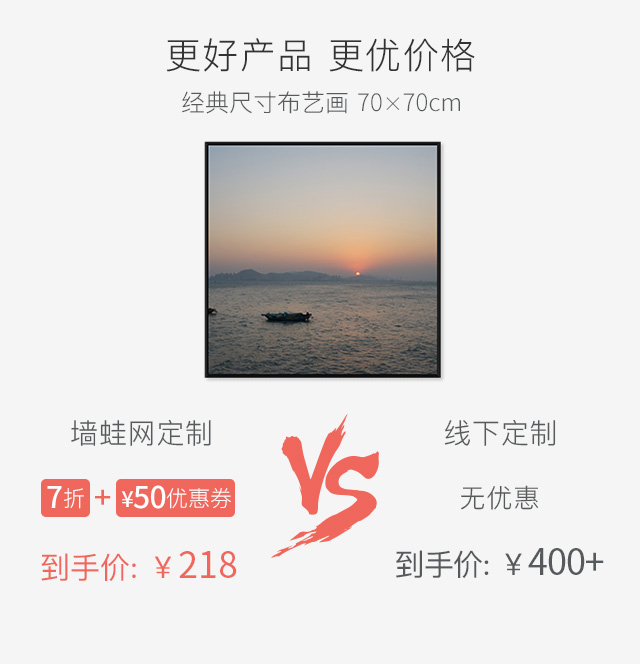 更好产品 更优价格
经典尺寸布艺画 70×70cm
墙蛙网定制
7折 + ¥50优惠券
到手价: ¥218
VS
线下定制
无优惠
到手价: ¥400+